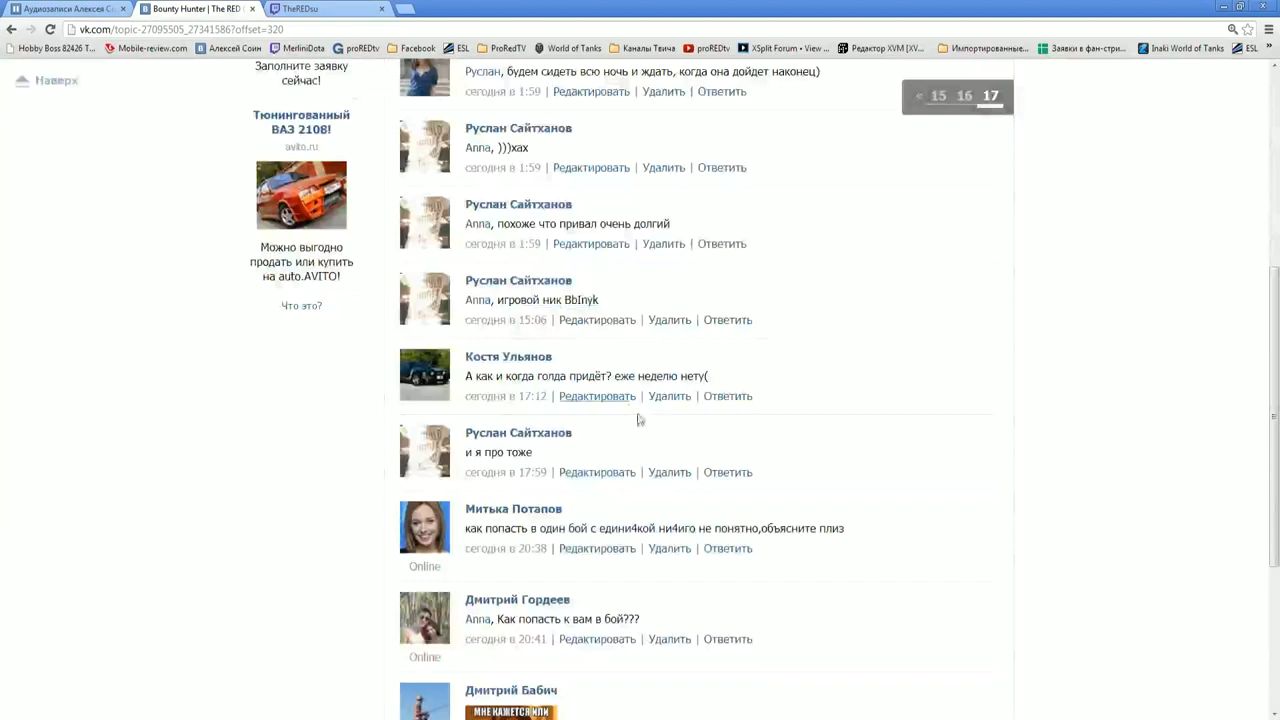 Аудиозаписи Алексея Со
Bounty Hunter | The RED C
TheREDsu
vk.com/topic-27095505_27341586?offset=320
Hobby Boss 82426 T...
Mobile-review.com
Алексей Соин
MerliniDota
proREDtv
Facebook
ESL
ProRedTV
World of Tanks
Каналы Твича
proREDtv
XSplit Forum • View ...
Редактор XVM [XV...
Импортированные...
Заявки в фан-стри...
Inaki World of Tanks
ESL
»
Наверх
Заполните заявку
сейчас!
Тюнингованный
ВАЗ 2108!
avito.ru
Можно выгодно
продать или купить
на auto.AVITO!
Что это?
« 15 16 17
Руслан, будем сидеть всю ночь и ждать, когда она дойдет наконец)
сегодня в 1:59 | Редактировать | Удалить | Ответить
Руслан Сайтханов
Anna, )))хах
сегодня в 1:59 | Редактировать | Удалить | Ответить
Руслан Сайтханов
Anna, похоже что привал очень долгий
сегодня в 1:59 | Редактировать | Удалить | Ответить
Руслан Сайтханов
Anna, игровой ник BbInyk
сегодня в 15:06 | Редактировать | Удалить | Ответить
Костя Ульянов
А как и когда голда придёт? еже неделю нету(
сегодня в 17:12 | Редактировать | Удалить | Ответить
Руслан Сайтханов
и я про тоже
сегодня в 17:59 | Редактировать | Удалить | Ответить
Митька Потапов
как попасть в один бой с едини4кой ни4иго не понятно,объясните плиз
сегодня в 20:38 | Редактировать | Удалить | Ответить
Online
Дмитрий Гордеев
Anna, Как попасть к вам в бой???
сегодня в 20:41 | Редактировать | Удалить | Ответить
Online
Дмитрий Бабич
МНЕ КАЖЕТСЯ ИЛИ